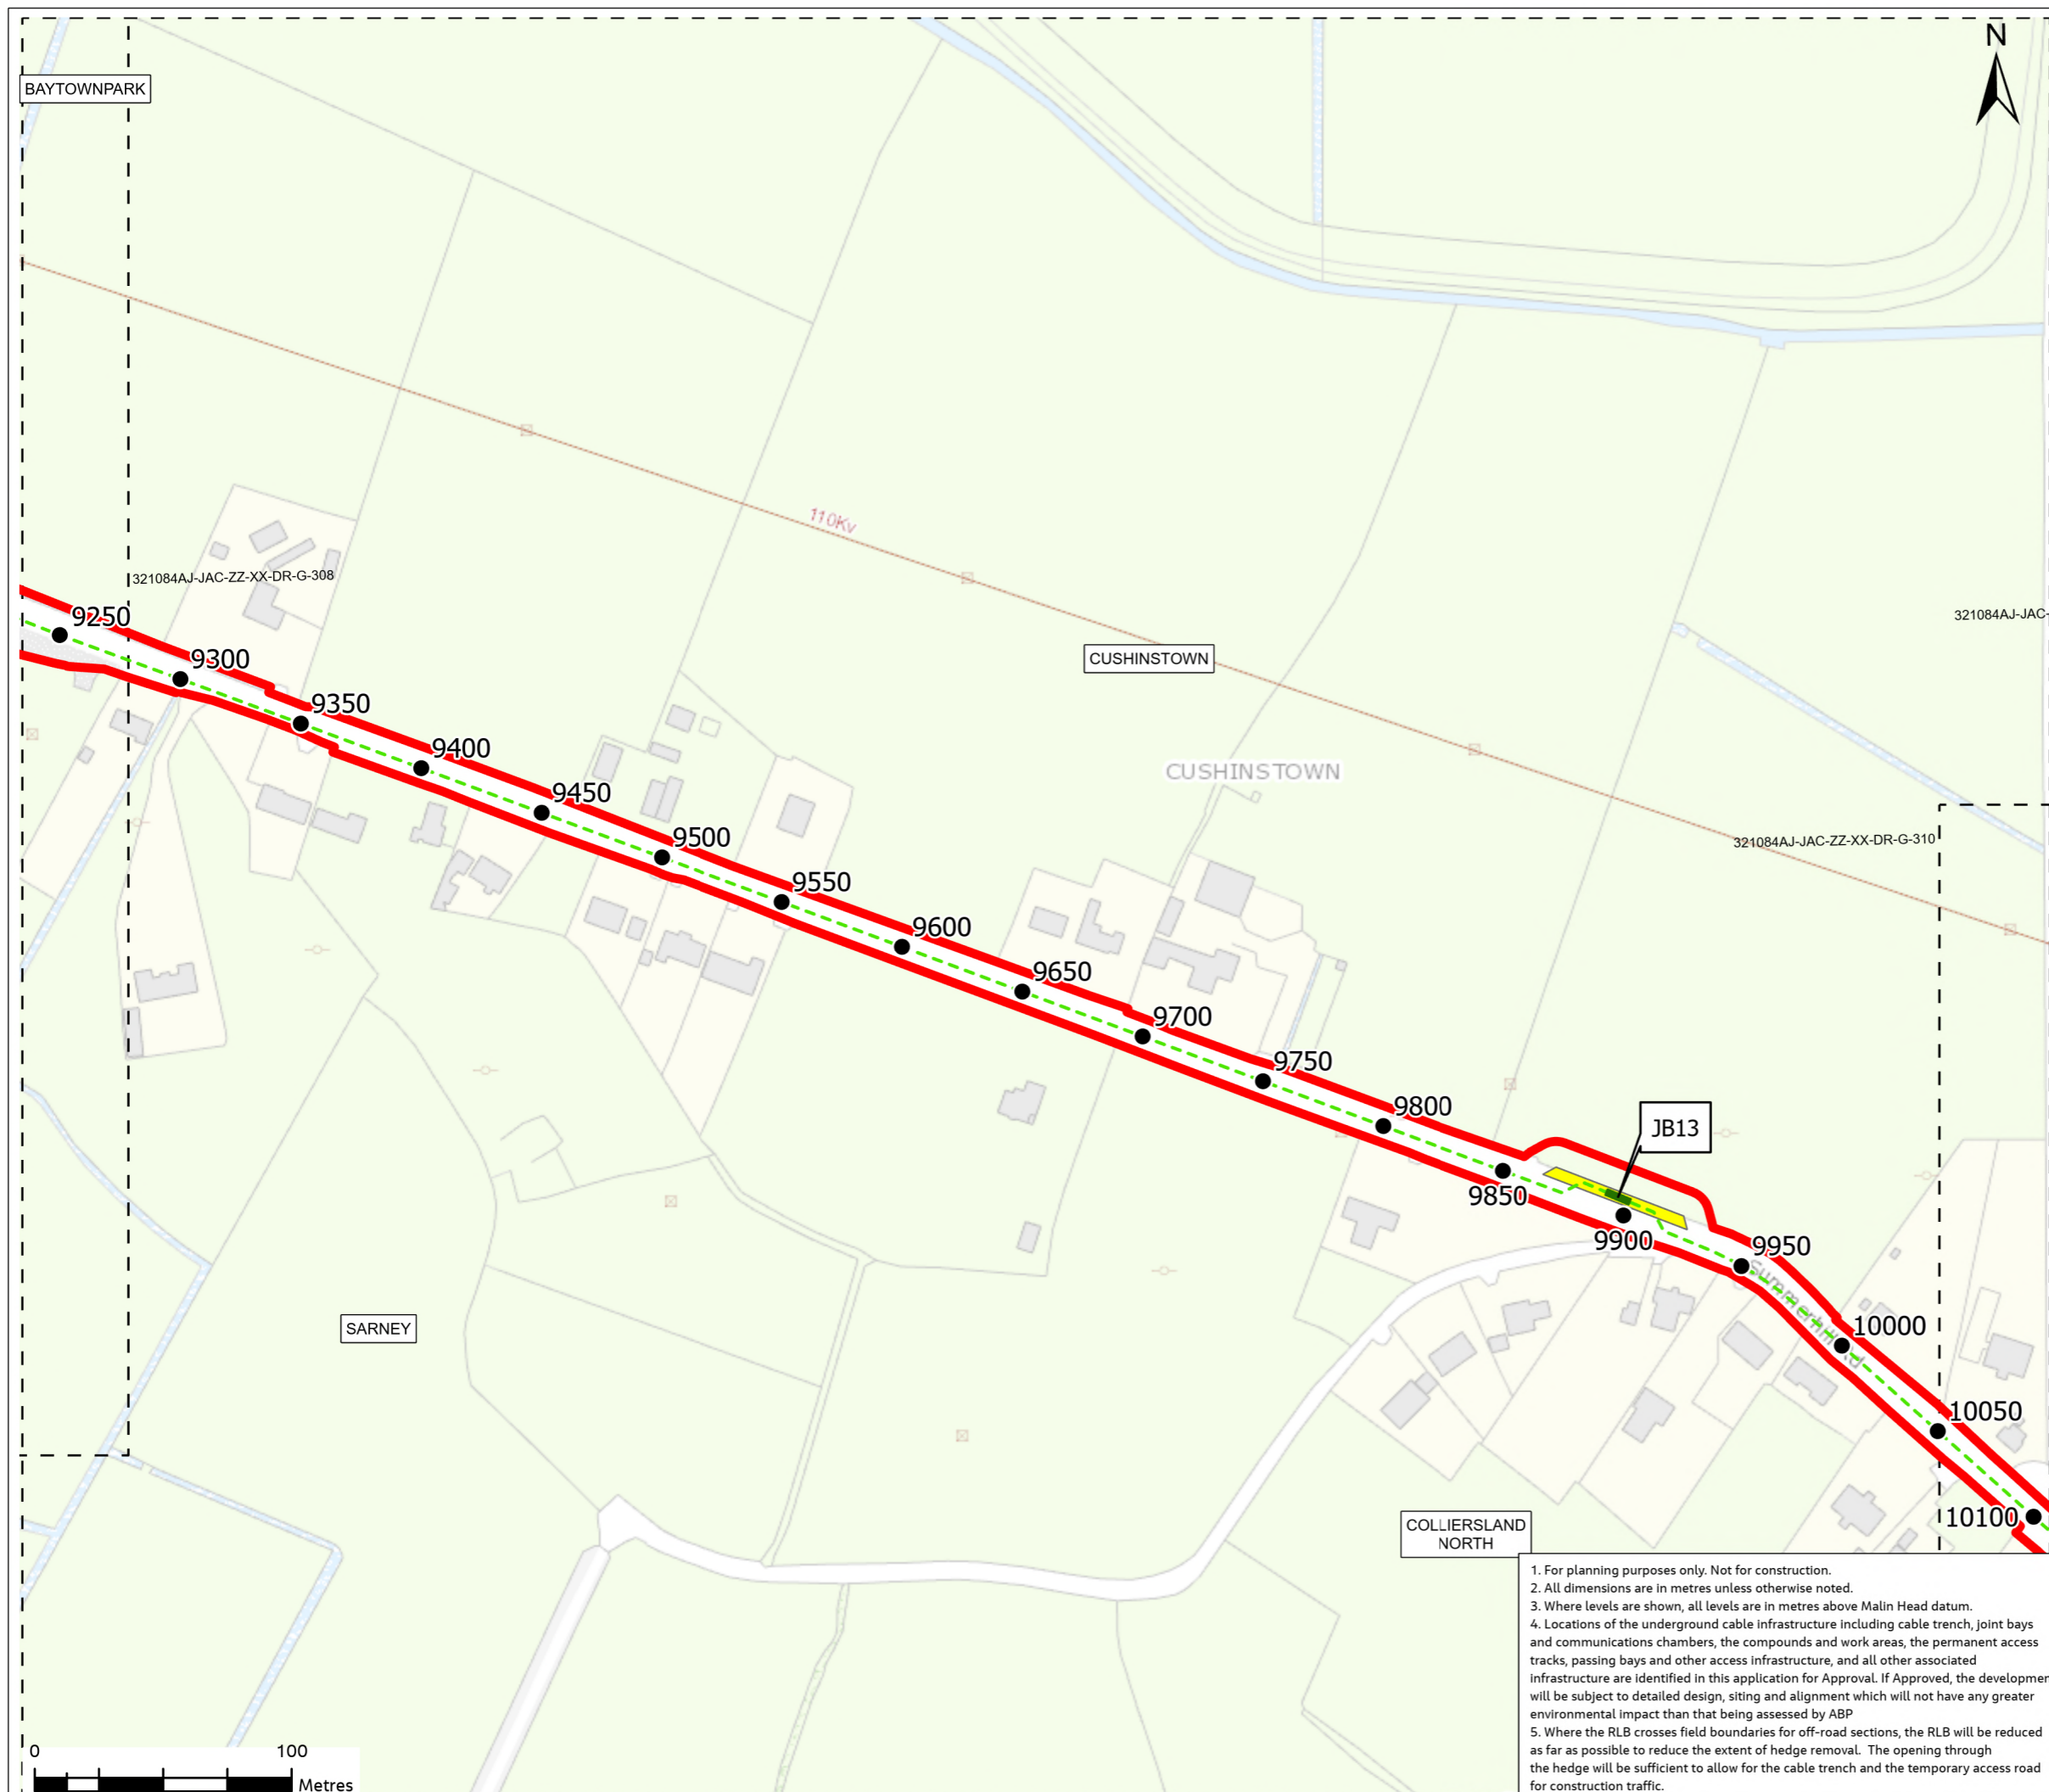 N
BAYTOWNPARK
110Kv
321084AJ-JAC-ZZ-XX-DR-G-308
9250
321084AJ-JAC-
9300
CUSHINSTOWN
9350
9400
CUSHINSTOWN
9450
9500
321084AJ-JAC-ZZ-XX-DR-G-310
9550
9600
9650
9700
9750
9800
JB13
9850
9900
9950
Summerhill Rd
10000
SARNEY
10050
10100
COLLIERSLAND
NORTH
1. For planning purposes only. Not for construction.
2. All dimensions are in metres unless otherwise noted.
3. Where levels are shown, all levels are in metres above Malin Head datum.
4. Locations of the underground cable infrastructure including cable trench, joint bays
and communications chambers, the compounds and work areas, the permanent access
tracks, passing bays and other access infrastructure, and all other associated
infrastructure are identified in this application for Approval. If Approved, the developmen
will be subject to detailed design, siting and alignment which will not have any greater
environmental impact than that being assessed by ABP
5. Where the RLB crosses field boundaries for off-road sections, the RLB will be reduced
as far as possible to reduce the extent of hedge removal. The opening through
the hedge will be sufficient to allow for the cable trench and the temporary access road
for construction traffic.
0 100
Metres